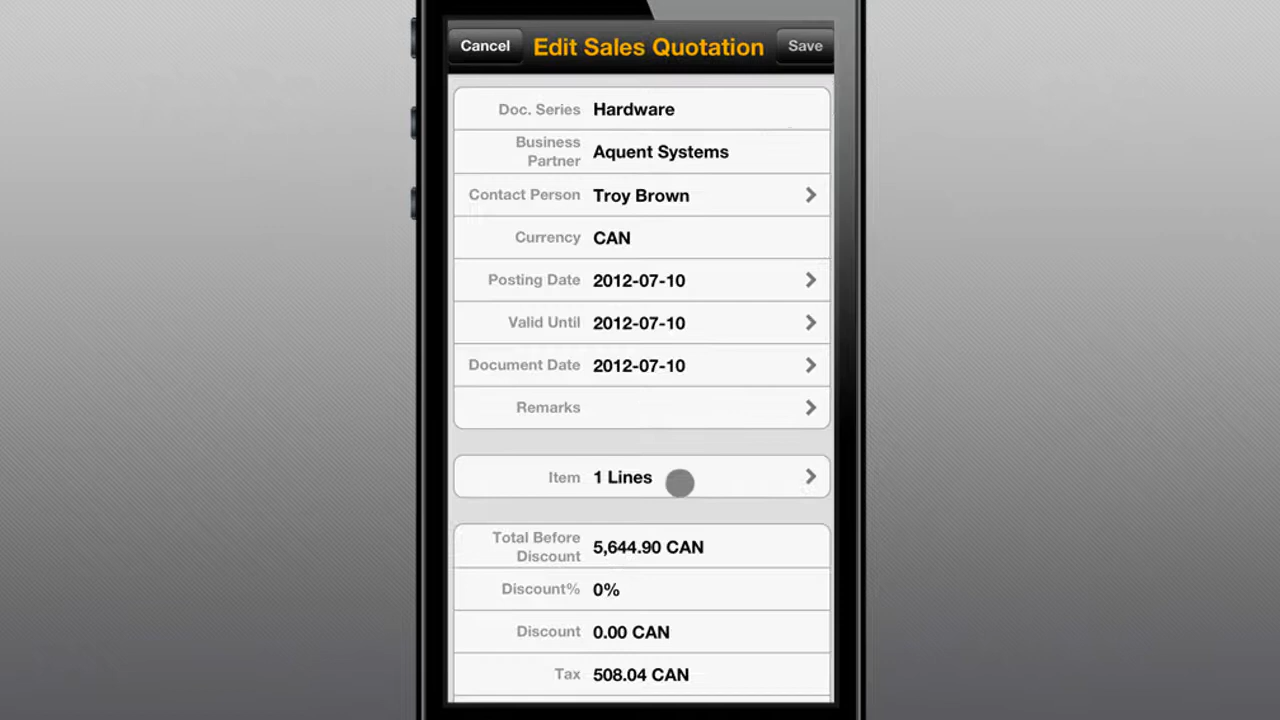 Cancel Edit Sales Quotation Save
Doc. Series Hardware
Business Partner Aquent Systems
Contact Person Troy Brown
Currency CAN
Posting Date 2012-07-10
Valid Until 2012-07-10
Document Date 2012-07-10
Remarks
Item 1 Lines
Total Before Discount 5,644.90 CAN
Discount% 0%
Discount 0.00 CAN
Tax 508.04 CAN